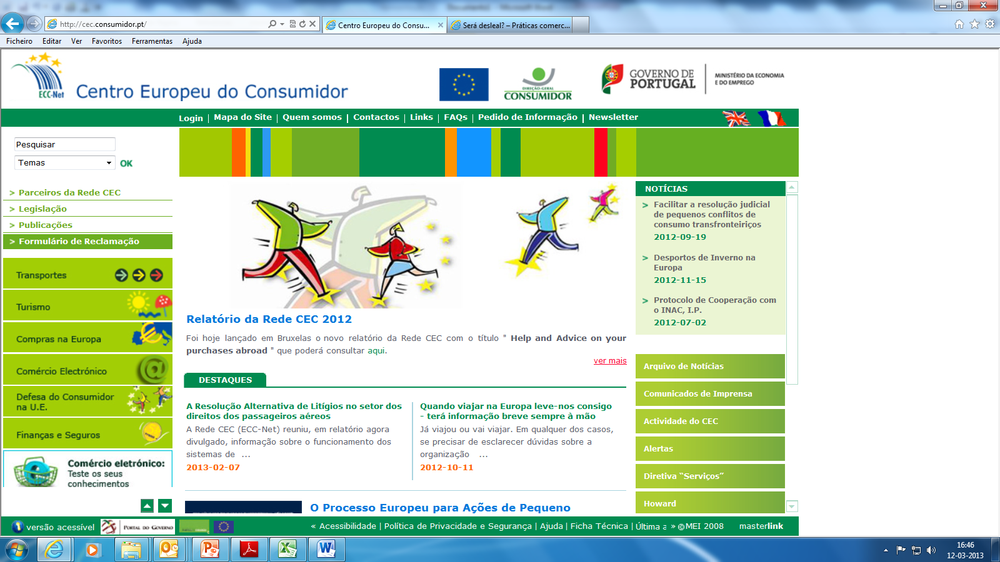 http://cec.consumidor.pt/
Centro Europeu do Consu...
Será desleal? – Práticas comerc...
Ficheiro Editar Ver Favoritos Ferramentas Ajuda
ECC-Net
Centro Europeu do Consumidor
DIREÇÃO-GERAL
CONSUMIDOR
GOVERNO DE
PORTUGAL
MINISTÉRIO DA ECONOMIA
E DO EMPREGO
Login | Mapa do Site | Quem somos | Contactos | Links | FAQs | Pedido de Informação | Newsletter
Pesquisar
Temas
OK
> Parceiros da Rede CEC
> Legislação
> Publicações
> Formulário de Reclamação
Transportes
Turismo
Compras na Europa
Comércio Electrónico
Defesa do Consumidor
na U.E.
Finanças e Seguros
Comércio eletrónico:
Teste os seus
conhecimentos
Relatório da Rede CEC 2012
Foi hoje lançado em Bruxelas o novo relatório da Rede CEC com o título " Help and Advice on your
purchases abroad " que poderá consultar aqui.
ver mais
DESTAQUES
A Resolução Alternativa de Litígios no setor dos
direitos dos passageiros aéreos
A Rede CEC (ECC-Net) reuniu, em relatório agora
divulgado, informação sobre o funcionamento dos
sistemas de ...
2013-02-07
Quando viajar na Europa leve-nos consigo
- terá informação breve sempre à mão
Já viajou ou vai viajar. Em qualquer dos casos,
se precisar de esclarecer dúvidas sobre a
organização ...
2012-10-11
O Processo Europeu para Ações de Pequeno
NOTÍCIAS
> Facilitar a resolução judicial
de pequenos conflitos de
consumo transfronteiriços
2012-09-19
> Desportos de Inverno na
Europa
2012-11-15
> Protocolo de Cooperação com
o INAC, I.P.
2012-07-02
Arquivo de Notícias
Comunicados de Imprensa
Actividade do CEC
Alertas
Diretiva “Serviços”
Howard
versão acessível
PORTAL DO GOVERNO
« Acessibilidade | Política de Privacidade e Segurança | Ajuda | Ficha Técnica | Última a » ©MEI 2008 masterlink
16:46
12-03-2013